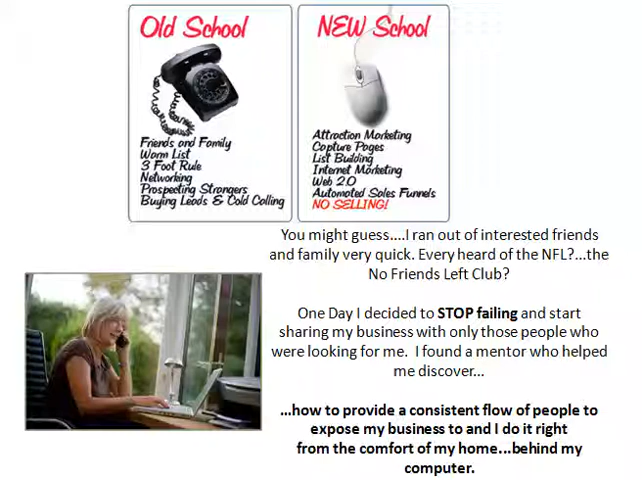 Old School
Friends and Family
Warm List
3 Foot Rule
Networking
Prospecting Strangers
Buying Leads & Cold Calling
NEW School
Attraction Marketing
Capture Pages
List Building
Internet Marketing
Web 2.0
Automated Sales Funnels
NO SELLING!
You might guess....I ran out of interested friends
and family very quick. Every heard of the NFL?...the
No Friends Left Club?
One Day I decided to STOP failing and start
sharing my business with only those people who
were looking for me. I found a mentor who helped
me discover...
...how to provide a consistent flow of people to
expose my business to and I do it right
from the comfort of my home...behind my
computer.